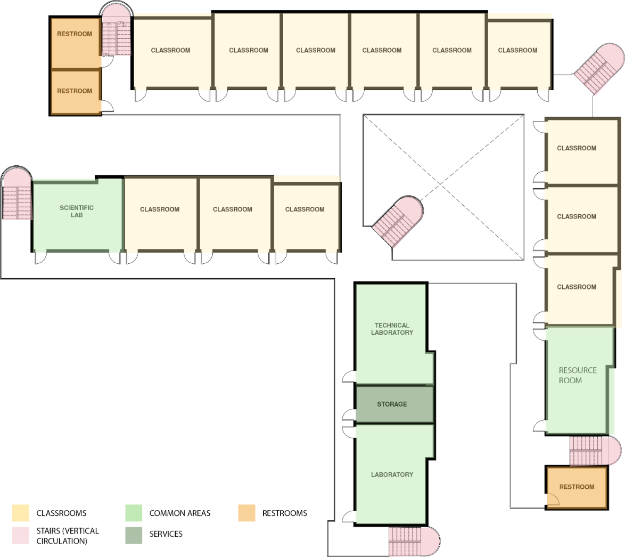 RESTROOM
CLASSROOM
CLASSROOM
CLASSROOM
CLASSROOM
CLASSROOM
CLASSROOM
RESTROOM
CLASSROOM
SCIENTIFIC
LAB
CLASSROOM
CLASSROOM
CLASSROOM
CLASSROOM
CLASSROOM
TECHNICAL
LABORATORY
RESOURCE
ROOM
STORAGE
LABORATORY
RESTROOM
CLASSROOMS
COMMON AREAS
RESTROOMS
STAIRS (VERTICAL
CIRCULATION)
SERVICES